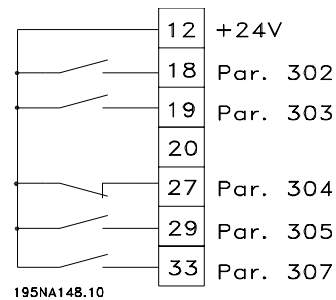 12 +24V
18 Par. 302
19 Par. 303
20
27 Par. 304
29 Par. 305
33 Par. 307
195NA148.10